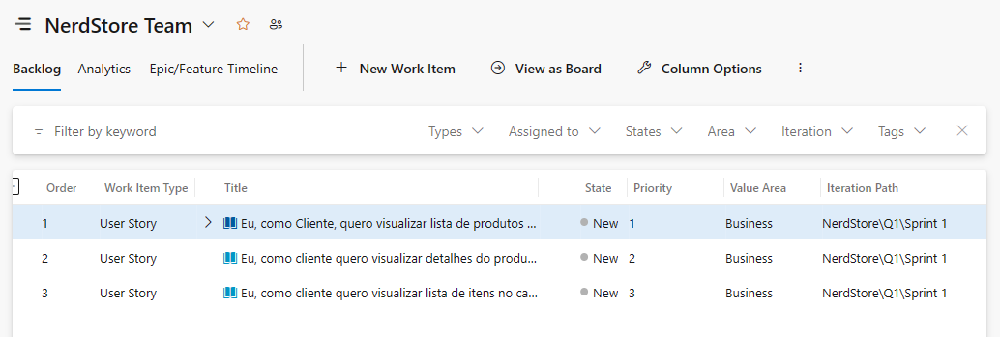 NerdStore Team
Backlog Analytics Epic/Feature Timeline New Work Item View as Board Column Options
Filter by keyword Types Assigned to States Area Iteration Tags
Order Work Item Type Title State Priority Value Area Iteration Path
1 User Story Eu, como Cliente, quero visualizar lista de produtos ... New 1 Business NerdStore\Q1\Sprint 1
2 User Story Eu, como cliente quero visualizar detalhes do produ... New 2 Business NerdStore\Q1\Sprint 1
3 User Story Eu, como cliente quero visualizar lista de itens no ca... New 3 Business NerdStore\Q1\Sprint 1